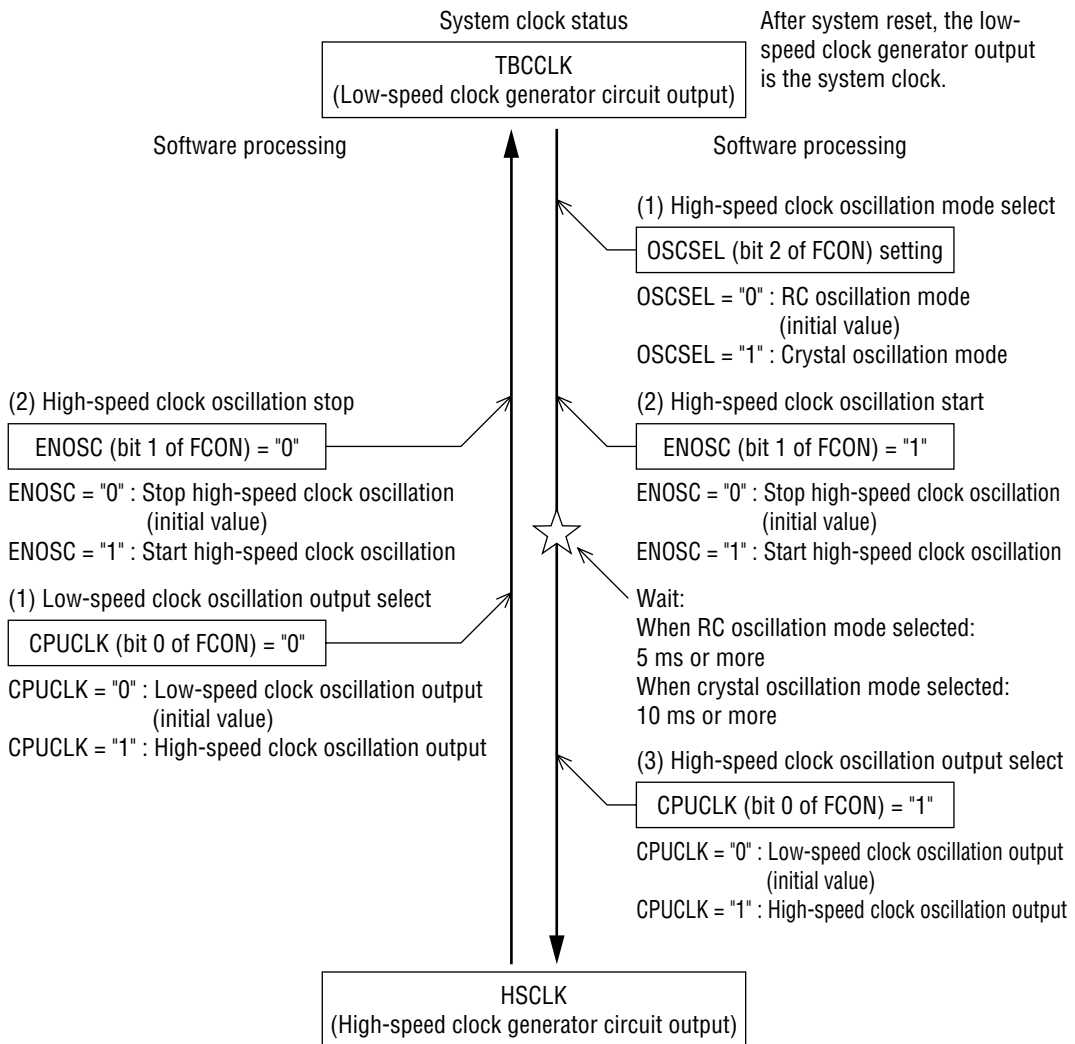 System clock status
After system reset, the low-
speed clock generator output
is the system clock.
TBCCLK
(Low-speed clock generator circuit output)
Software processing
Software processing
(1) High-speed clock oscillation mode select
OSCSEL (bit 2 of FCON) setting
OSCSEL = "0" : RC oscillation mode
(initial value)
OSCSEL = "1" : Crystal oscillation mode
(2) High-speed clock oscillation stop
ENOSC (bit 1 of FCON) = "0"
ENOSC = "0" : Stop high-speed clock oscillation
(initial value)
ENOSC = "1" : Start high-speed clock oscillation
(2) High-speed clock oscillation start
ENOSC (bit 1 of FCON) = "1"
ENOSC = "0" : Stop high-speed clock oscillation
(initial value)
ENOSC = "1" : Start high-speed clock oscillation
(1) Low-speed clock oscillation output select
CPUCLK (bit 0 of FCON) = "0"
CPUCLK = "0" : Low-speed clock oscillation output
(initial value)
CPUCLK = "1" : High-speed clock oscillation output
Wait:
When RC oscillation mode selected:
5 ms or more
When crystal oscillation mode selected:
10 ms or more
(3) High-speed clock oscillation output select
CPUCLK (bit 0 of FCON) = "1"
CPUCLK = "0" : Low-speed clock oscillation output
(initial value)
CPUCLK = "1" : High-speed clock oscillation output
HSCLK
(High-speed clock generator circuit output)